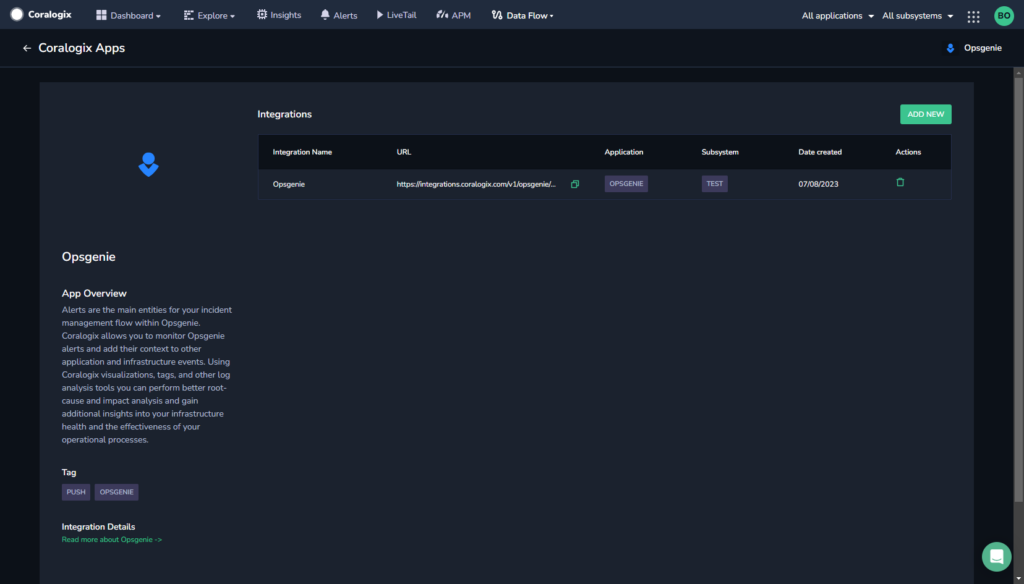 Coralogix Dashboard Explore Insights Alerts LiveTail APM Data Flow All applications All subsystems BO
Coralogix Apps Opsgenie
Integrations ADD NEW
Integration Name URL Application Subsystem Date created Actions
Opsgenie https://integrations.coralogix.com/v1/opsgenie/... OPSGENIE TEST 07/08/2023
Opsgenie
App Overview
Alerts are the main entities for your incident
management flow within Opsgenie.
Coralogix allows you to monitor Opsgenie
alerts and add their context to other
application and infrastructure events. Using
Coralogix visualizations, tags, and other log
analysis tools you can perform better root-
cause and impact analysis and gain
additional insights into your infrastructure
health and the effectiveness of your
operational processes.
Tag
PUSH OPSGENIE
Integration Details
Read more about Opsgenie ->